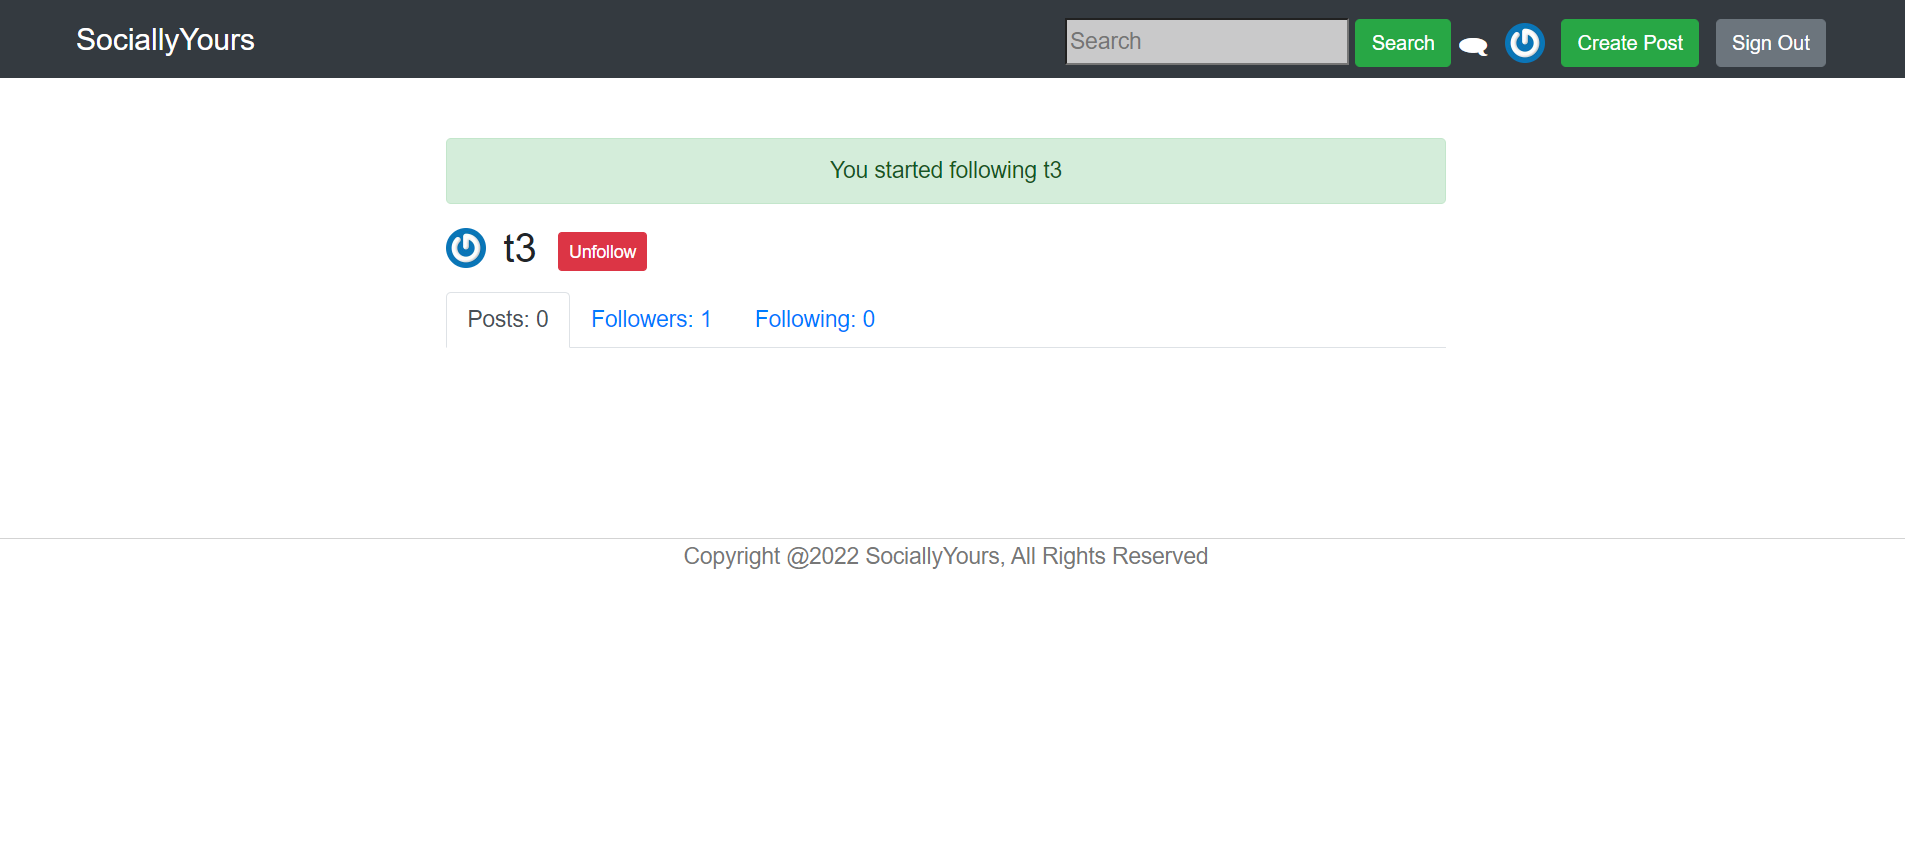 SociallyYours
Search
Search
Create Post
Sign Out
You started following t3
t3
Unfollow
Posts: 0
Followers: 1
Following: 0
Copyright @2022 SociallyYours, All Rights Reserved